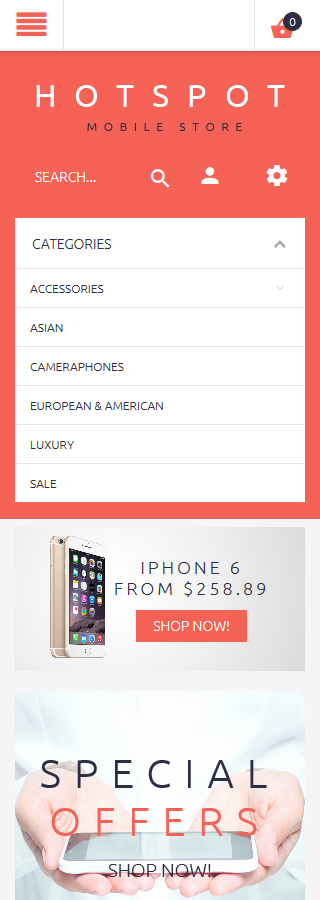 0
HOTSPOT
MOBILE STORE
SEARCH...
CATEGORIES
ACCESSORIES
ASIAN
CAMERAPHONES
EUROPEAN & AMERICAN
LUXURY
SALE
IPHONE 6
FROM $258.89
SHOP NOW!
SPECIAL
OFFERS
SHOP NOW!